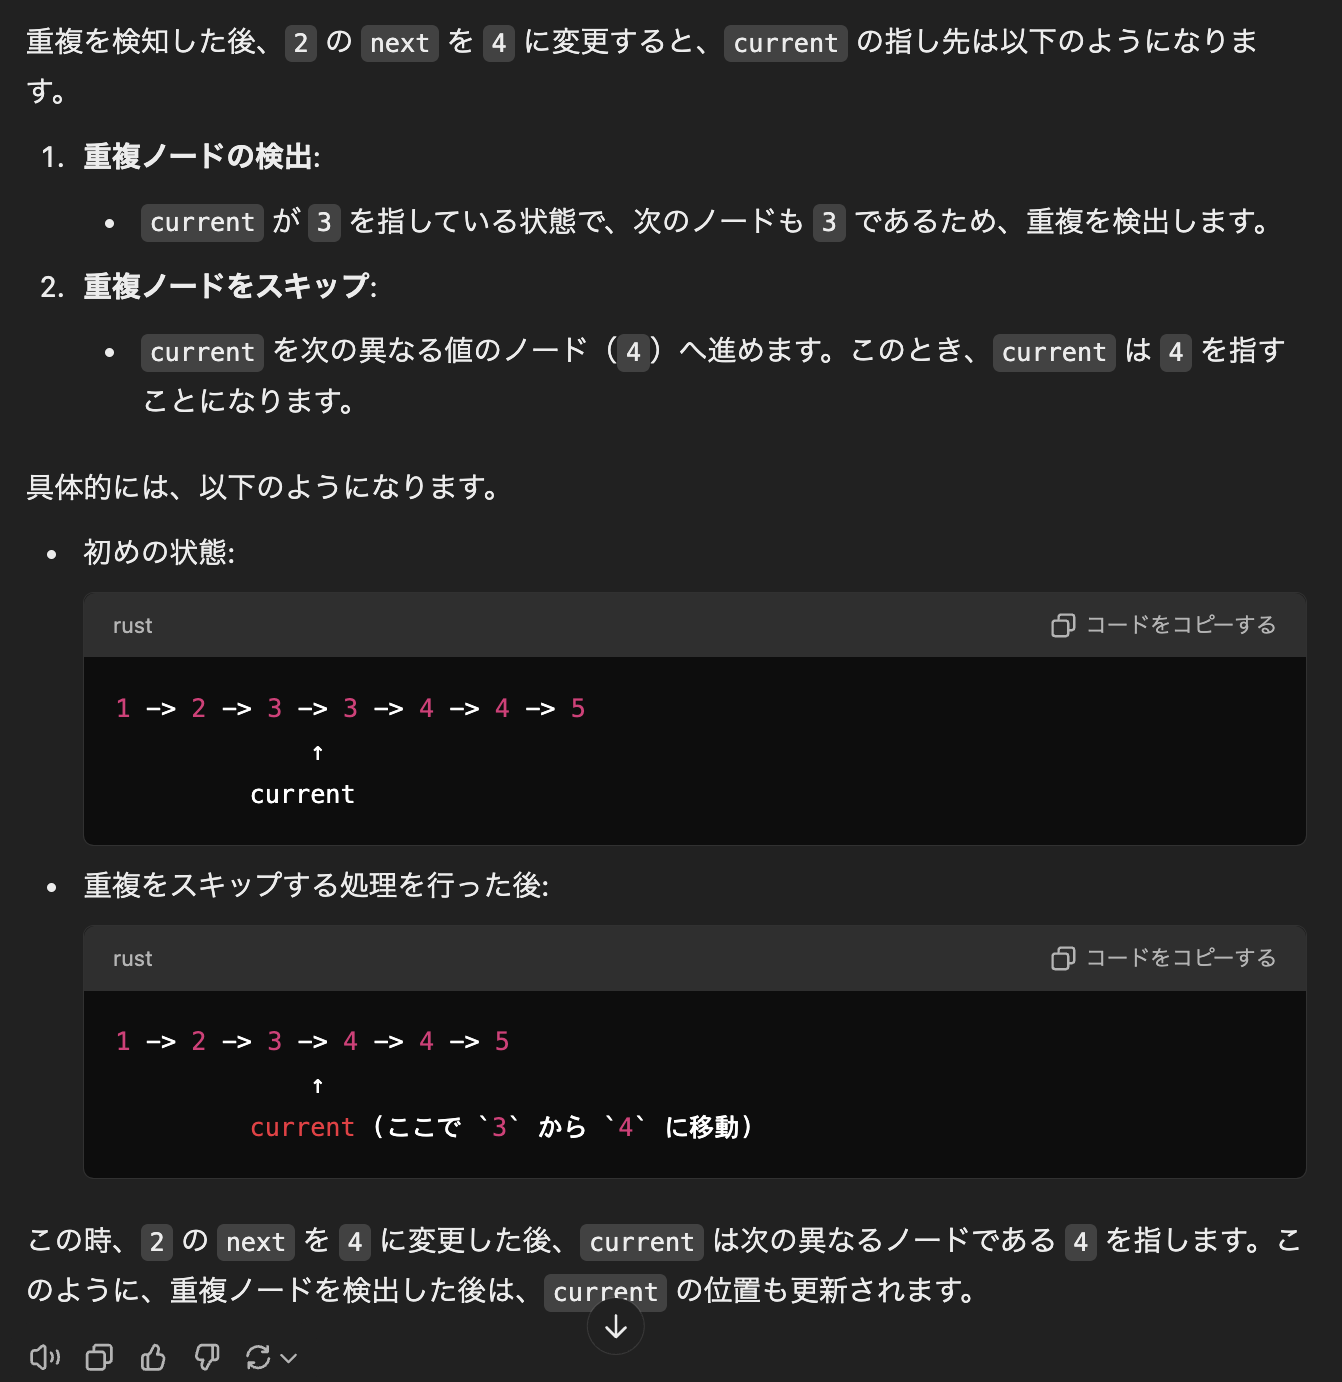 重複を検知した後、 2 の next を 4 に変更すると、 current の指し先は以下のようになりま
す。
1. 重複ノードの検出:
• current が 3 を指している状態で、次のノードも 3 であるため、重複を検出します。
2. 重複ノードをスキップ:
• current を次の異なる値のノード（ 4 ）へ進めます。このとき、 current は 4 を指す
ことになります。
具体的には、以下のようになります。
• 初めの状態:
rust コードをコピーする
1 -> 2 -> 3 -> 3 -> 4 -> 4 -> 5
↑
current
• 重複をスキップする処理を行った後:
rust コードをコピーする
1 -> 2 -> 3 -> 4 -> 4 -> 5
↑
current (ここで `3` から `4` に移動)
この時、 2 の next を 4 に変更した後、 current は次の異なるノードである 4 を指します。こ
のように、重複ノードを検出した後は、 current の位置も更新されます。